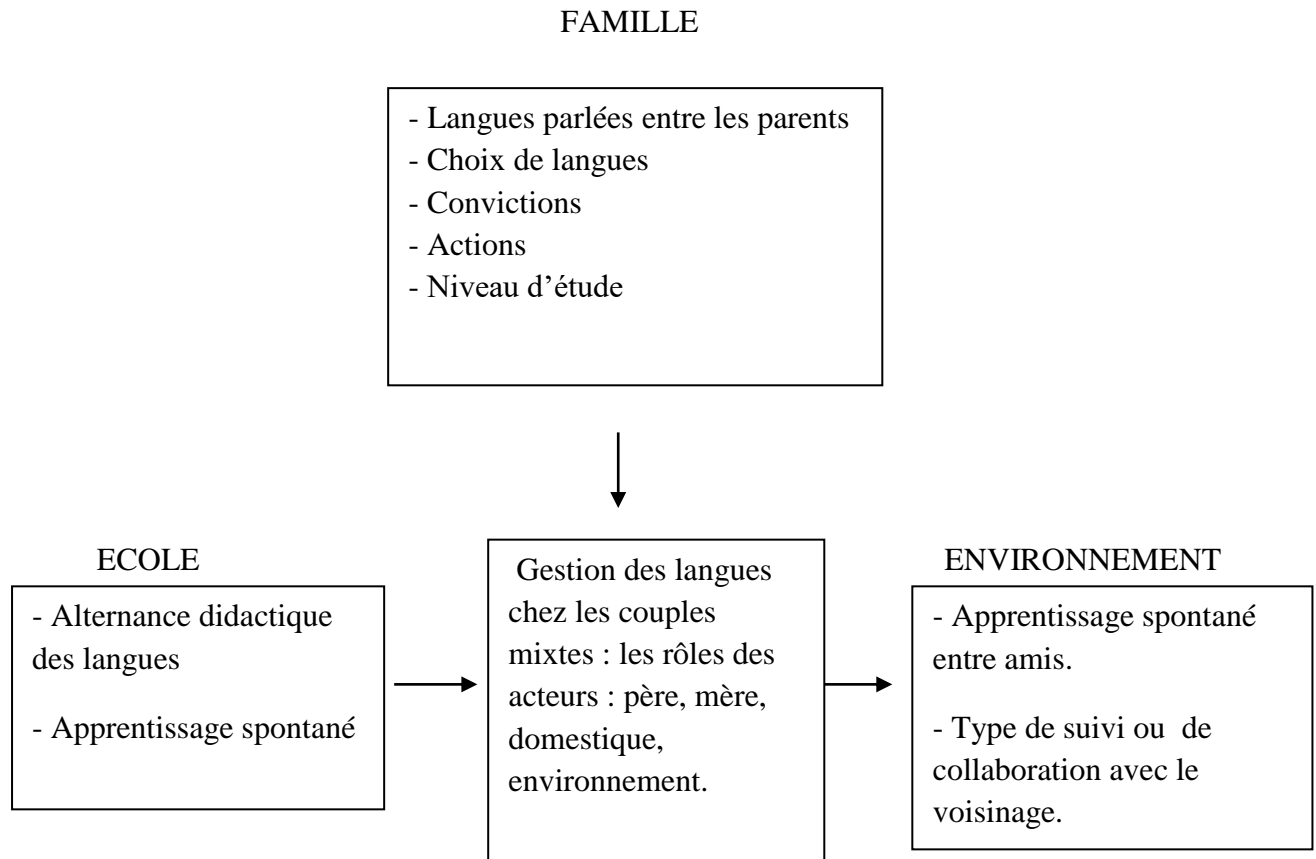 FAMILLE
- Langues parlées entre les parents
- Choix de langues
- Convictions
- Actions
- Niveau d’étude
ECOLE
- Alternance didactique
des langues
- Apprentissage spontané
Gestion des langues
chez les couples
mixtes : les rôles des
acteurs : père, mère,
domestique,
environnement.
ENVIRONNEMENT
- Apprentissage spontané
entre amis.
- Type de suivi ou de
collaboration avec le
voisinage.